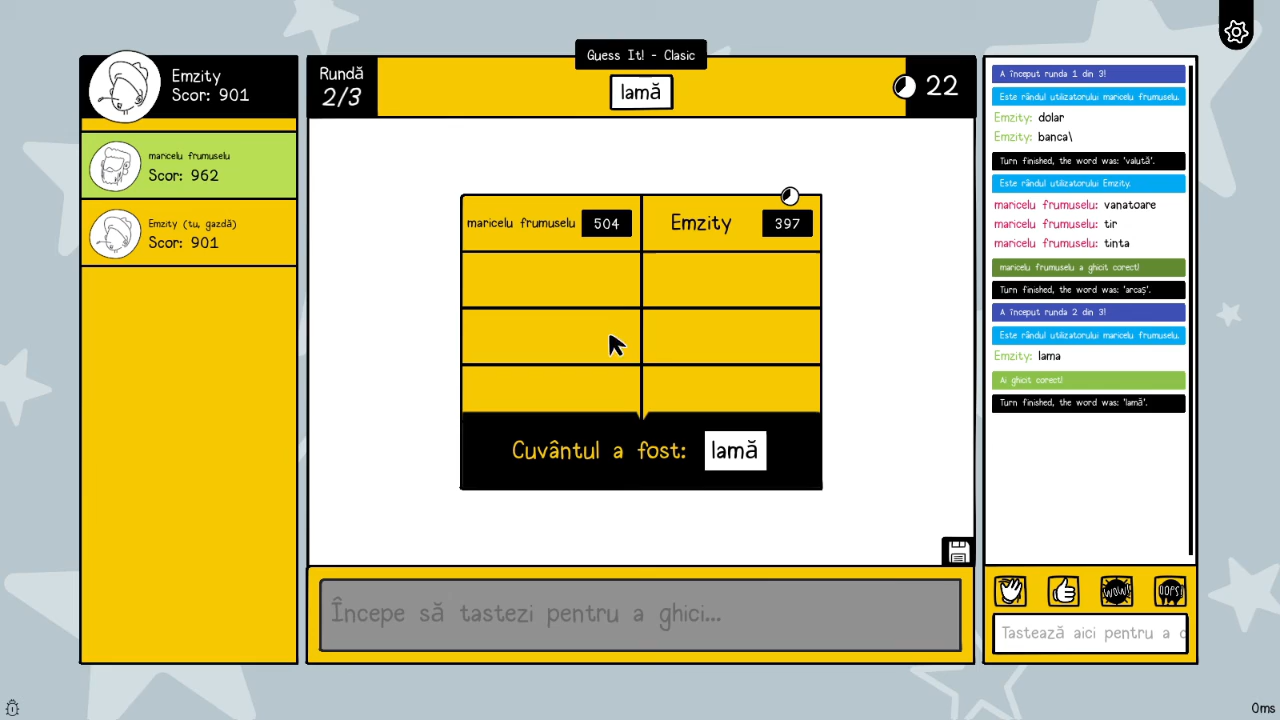 Guess It! - Clasic
Emzity
Scor: 901
Rundă
2/3
lamă
22
maricelu frumuselu
Scor: 962
Emzity (tu, gazdă)
Scor: 901
maricelu frumuselu 504
Emzity 397
Cuvântul a fost: lamă
Începe să tastezi pentru a ghici...
A început runda 1 din 3!
Este rândul utilizatorului maricelu frumuselu.
Emzity: dolar
Emzity: banca\
Turn finished, the word was: 'valută'.
Este rândul utilizatorului Emzity.
maricelu frumuselu: vanatoare
maricelu frumuselu: tir
maricelu frumuselu: tinta
maricelu frumuselu a ghicit corect!
Turn finished, the word was: 'arcaș'.
A început runda 2 din 3!
Este rândul utilizatorului maricelu frumuselu.
Emzity: lama
Ai ghicit corect!
Turn finished, the word was: 'lamă'.
WOW!
OOPS!
Tastează aici pentru a c
0ms